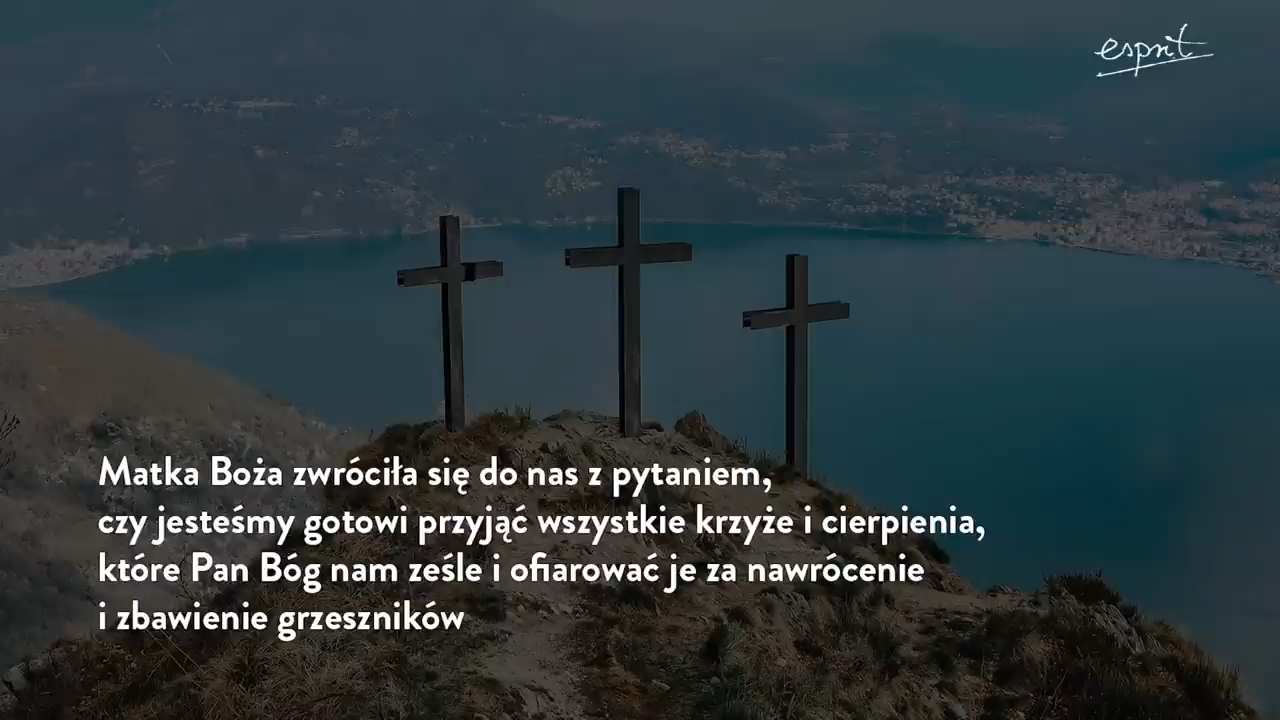 esprit
Matka Boża zwróciła się do nas z pytaniem,
czy jesteśmy gotowi przyjąć wszystkie krzyże i cierpienia,
które Pan Bóg nam ześle i ofiarować je za nawrócenie
i zbawienie grzeszników